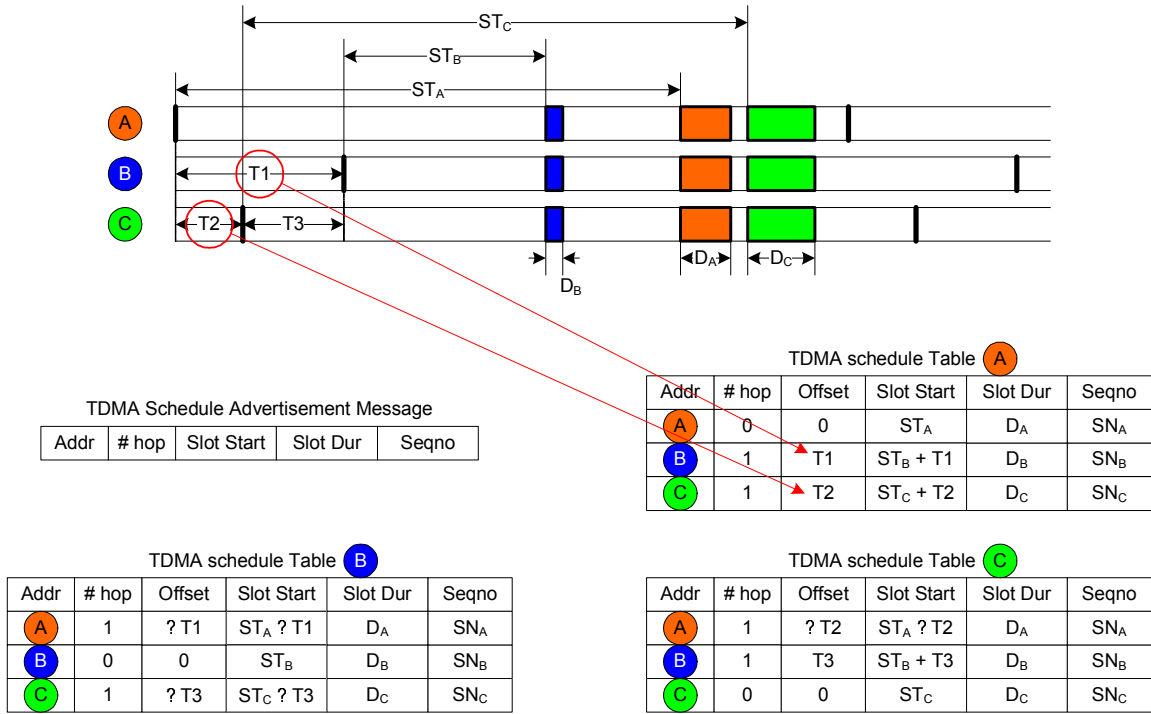 STC
STB
STA
A
B T1
C T2 T3
DA DC
DB
TDMA schedule Table A
Addr # hop Offset Slot Start Slot Dur Seqno
A 0 0 STA DA SNA
B 1 T1 STB + T1 DB SNB
C 1 T2 STC + T2 DC SNC
TDMA Schedule Advertisement Message
Addr # hop Slot Start Slot Dur Seqno
TDMA schedule Table B
Addr # hop Offset Slot Start Slot Dur Seqno
A 1 ? T1 STA ? T1 DA SNA
B 0 0 STB DB SNB
C 1 ? T3 STC ? T3 DC SNC
TDMA schedule Table C
Addr # hop Offset Slot Start Slot Dur Seqno
A 1 ? T2 STA ? T2 DA SNA
B 1 T3 STB + T3 DB SNB
C 0 0 STC DC SNC